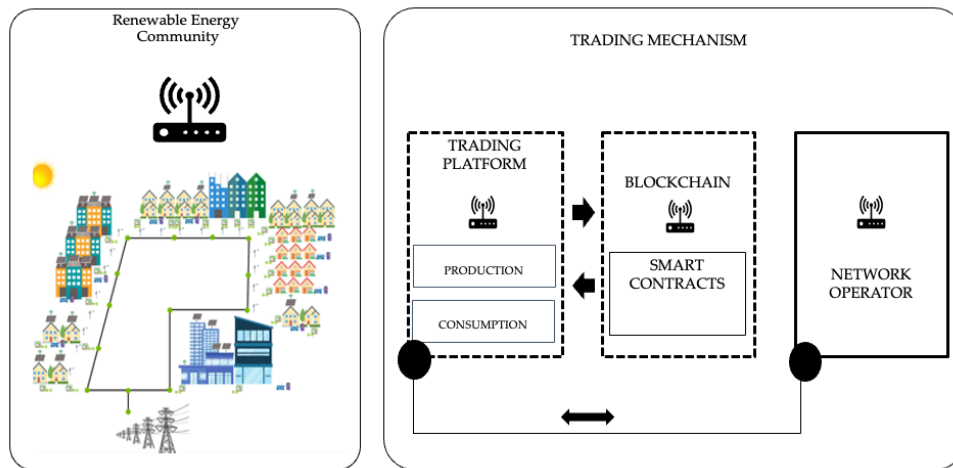 Renewable Energy
Community
TRADING MECHANISM
TRADING
PLATFORM
PRODUCTION
CONSUMPTION
BLOCKCHAIN
SMART
CONTRACTS
NETWORK
OPERATOR